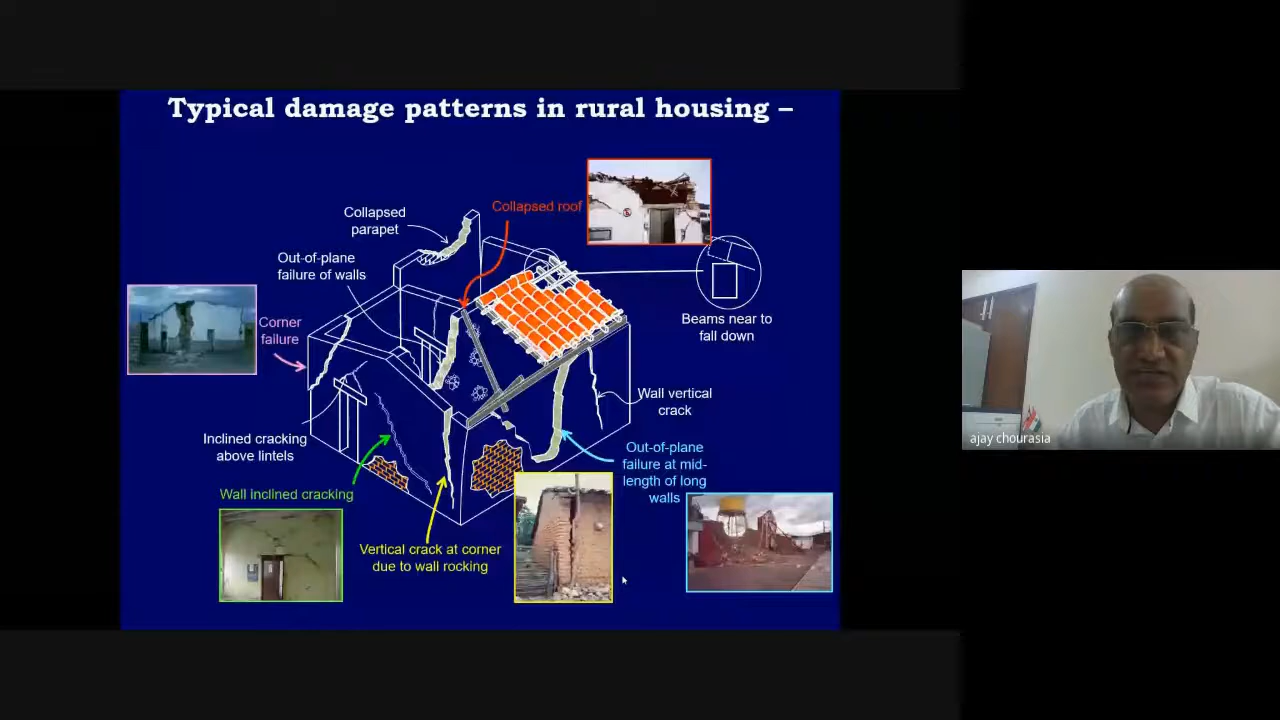 Typical damage patterns in rural housing –
Collapsed roof
Collapsed
parapet
Out-of-plane
failure of walls
Corner
failure
Beams near to
fall down
Wall vertical
crack
Inclined cracking
above lintels
Out-of-plane
failure at mid-
length of long
walls
Wall inclined cracking
Vertical crack at corner
due to wall rocking
ajay chourasia